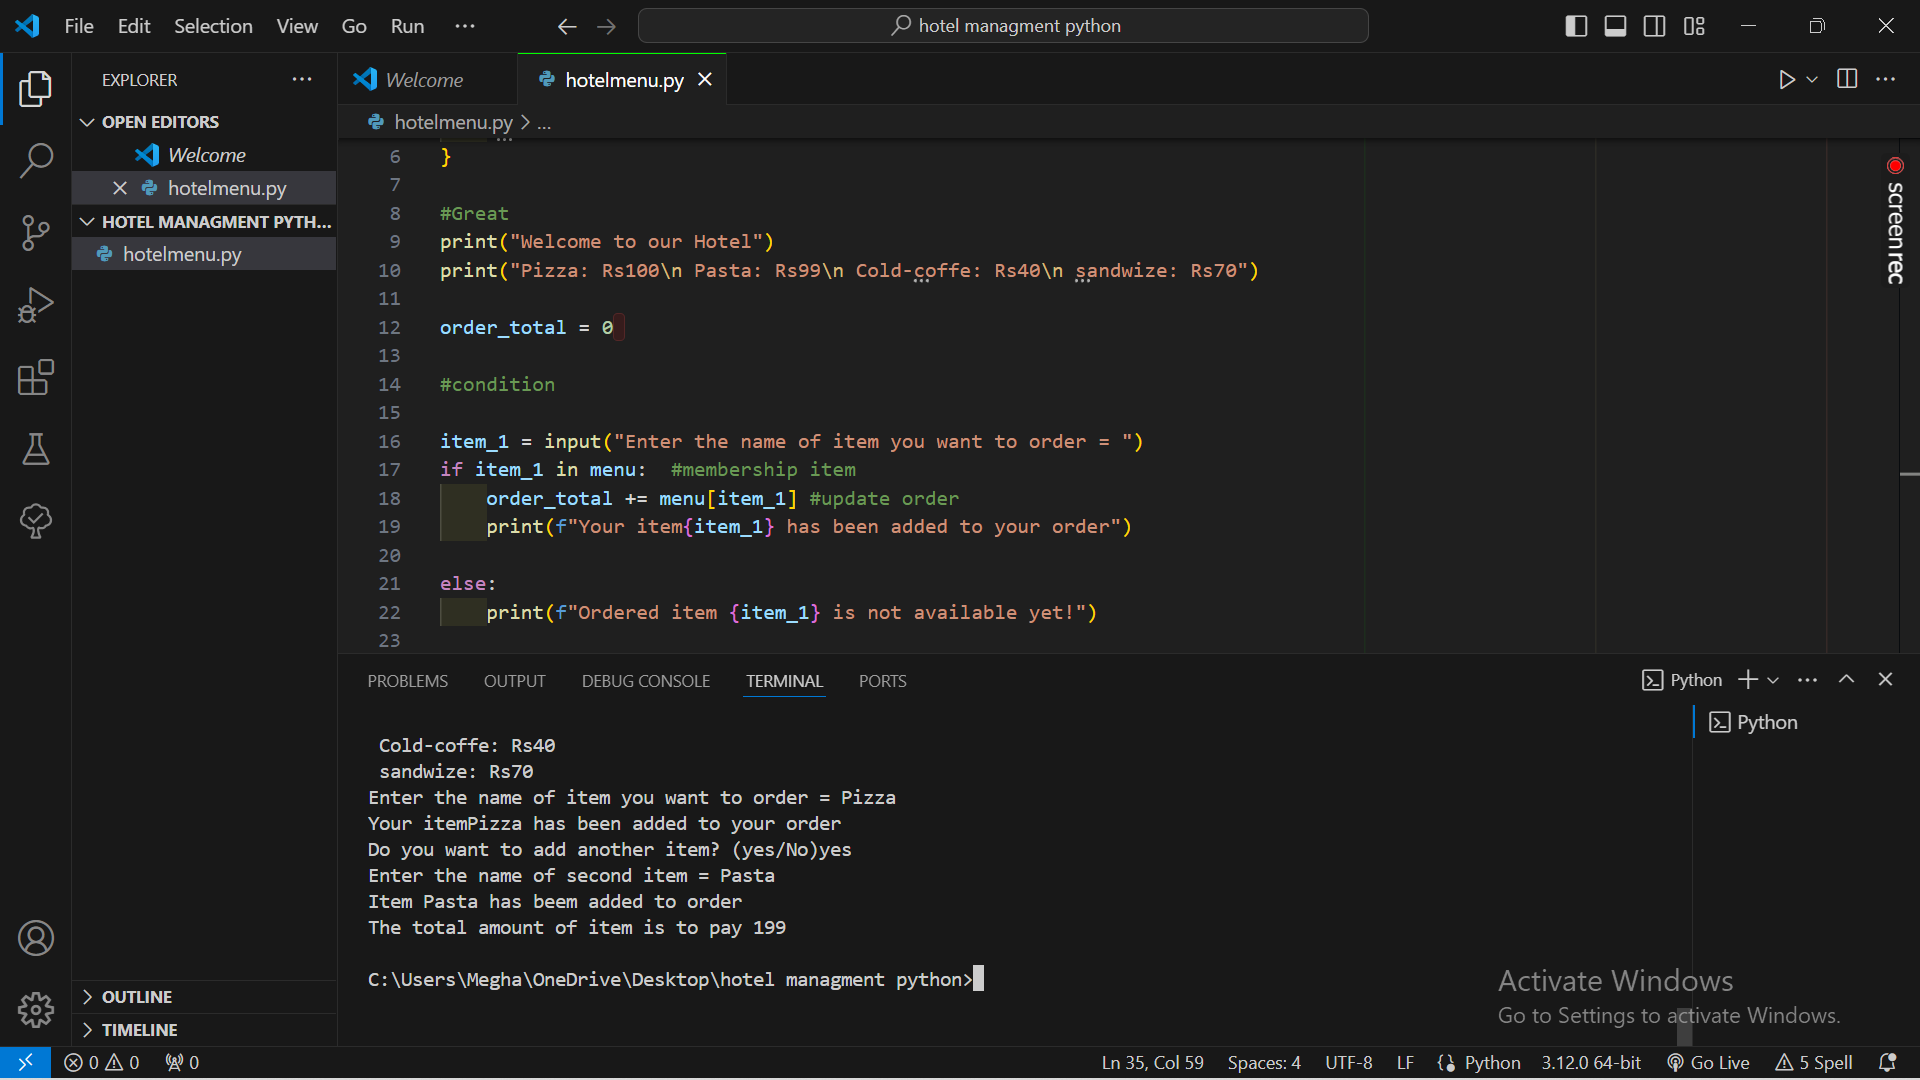 File Edit Selection View Go Run ···
hotel managment python
EXPLORER ···
OPEN EDITORS
Welcome
hotelmenu.py
HOTEL MANAGMENT PYTH...
hotelmenu.py
OUTLINE
TIMELINE
Welcome hotelmenu.py
hotelmenu.py > ...
6 }
7
8 #Great
9 print("Welcome to our Hotel")
10 print("Pizza: Rs100\n Pasta: Rs99\n Cold-coffe: Rs40\n sandwize: Rs70")
11
12 order_total = 0
13
14 #condition
15
16 item_1 = input("Enter the name of item you want to order = ")
17 if item_1 in menu:  #membership item
18     order_total += menu[item_1] #update order
19     print(f"Your item{item_1} has been added to your order")
20
21 else:
22     print(f"Ordered item {item_1} is not available yet!")
23
screen rec
PROBLEMS OUTPUT DEBUG CONSOLE TERMINAL PORTS
Python
Python
Cold-coffe: Rs40
sandwize: Rs70
Enter the name of item you want to order = Pizza
Your itemPizza has been added to your order
Do you want to add another item? (yes/No)yes
Enter the name of second item = Pasta
Item Pasta has beem added to order
The total amount of item is to pay 199
C:\Users\Megha\OneDrive\Desktop\hotel managment python>
Activate Windows
Go to Settings to activate Windows.
0 0 0 Ln 35, Col 59 Spaces: 4 UTF-8 LF {} Python 3.12.0 64-bit Go Live 5 Spell